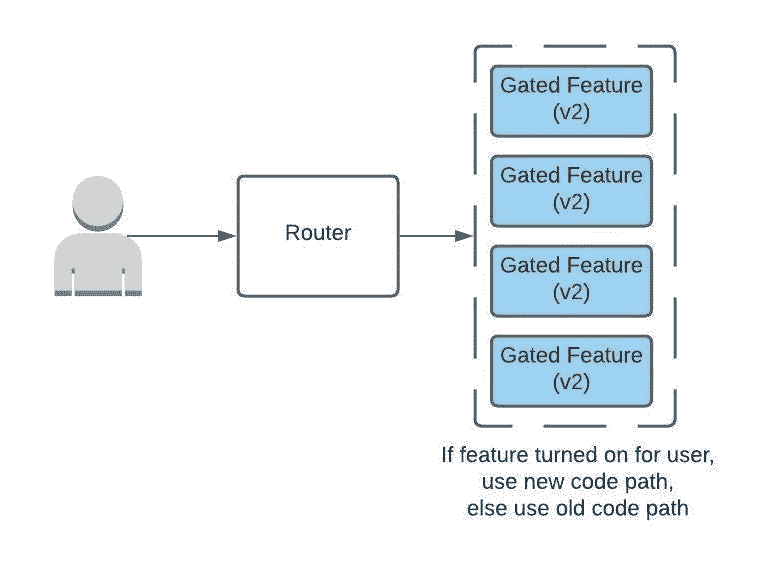 Gated Feature
(v2)
Gated Feature
(v2)
Router
Gated Feature
(v2)
Gated Feature
(v2)
If feature turned on for user,
use new code path,
else use old code path